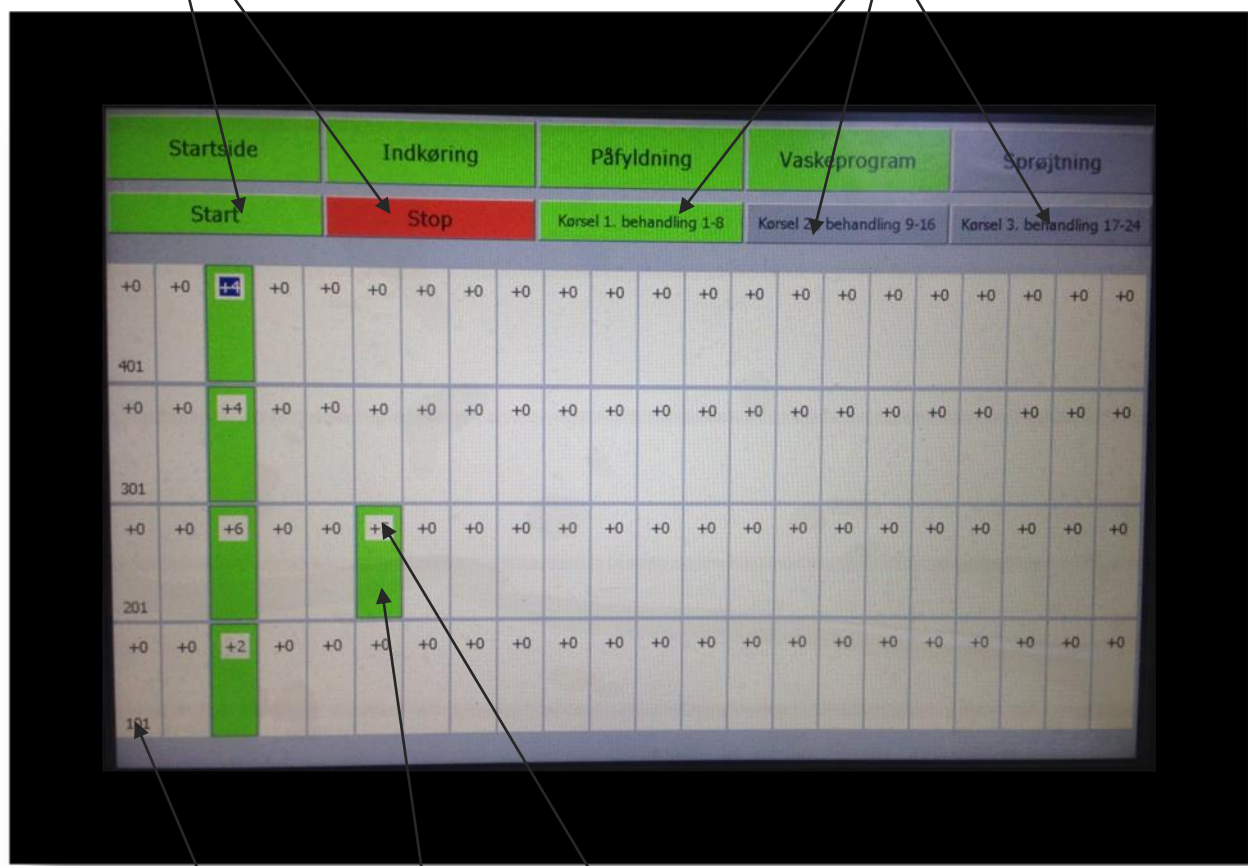 Startside Indkøring Påfyldning Vaskeprogram Sprøjtning
Start Stop Kørsel 1. behandling 1-8 Kørsel 2. behandling 9-16 Kørsel 3. behandling 17-24
+0 +0 +4 +0 +0 +0 +0 +0 +0 +0 +0 +0 +0 +0 +0 +0 +0 +0 +0 +0 +0 +0
401
+0 +0 +4 +0 +0 +0 +0 +0 +0 +0 +0 +0 +0 +0 +0 +0 +0 +0 +0 +0 +0 +0
301
+0 +0 +6 +0 +0 +0 +0 +0 +0 +0 +0 +0 +0 +0 +0 +0 +0 +0 +0 +0 +0
201
+0 +0 +2 +0 +0 +0 +0 +0 +0 +0 +0 +0 +0 +0 +0 +0 +0 +0 +0 +0 +0 +0
101